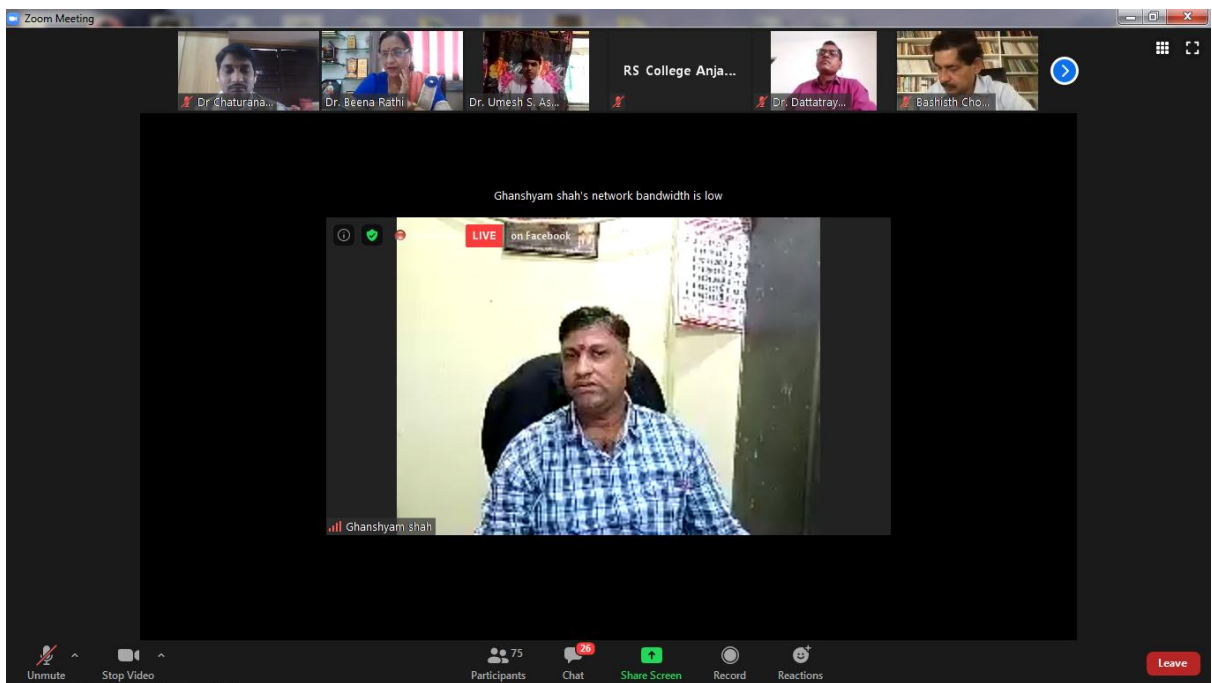 Zoom Meeting
Dr Chaturana...
Dr. Beena Rathi
Dr. Umesh S. As...
RS College Anja...
Dr. Dattatray...
Bashisth Cho...
Ghanshyam shah's network bandwidth is low
LIVE on Facebook
Ghanshyam shah
75
26
Unmute
Stop Video
Participants
Chat
Share Screen
Record
Reactions
Leave